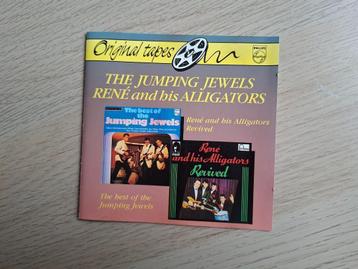 Original tapes
PHILIPS
THE JUMPING JEWELS
RENÉ and his ALLIGATORS
The best of the
Jumping Jewels
René and his Alligators
Revived
René
and his Alligators
Revived
The best of the
Jumping Jewels